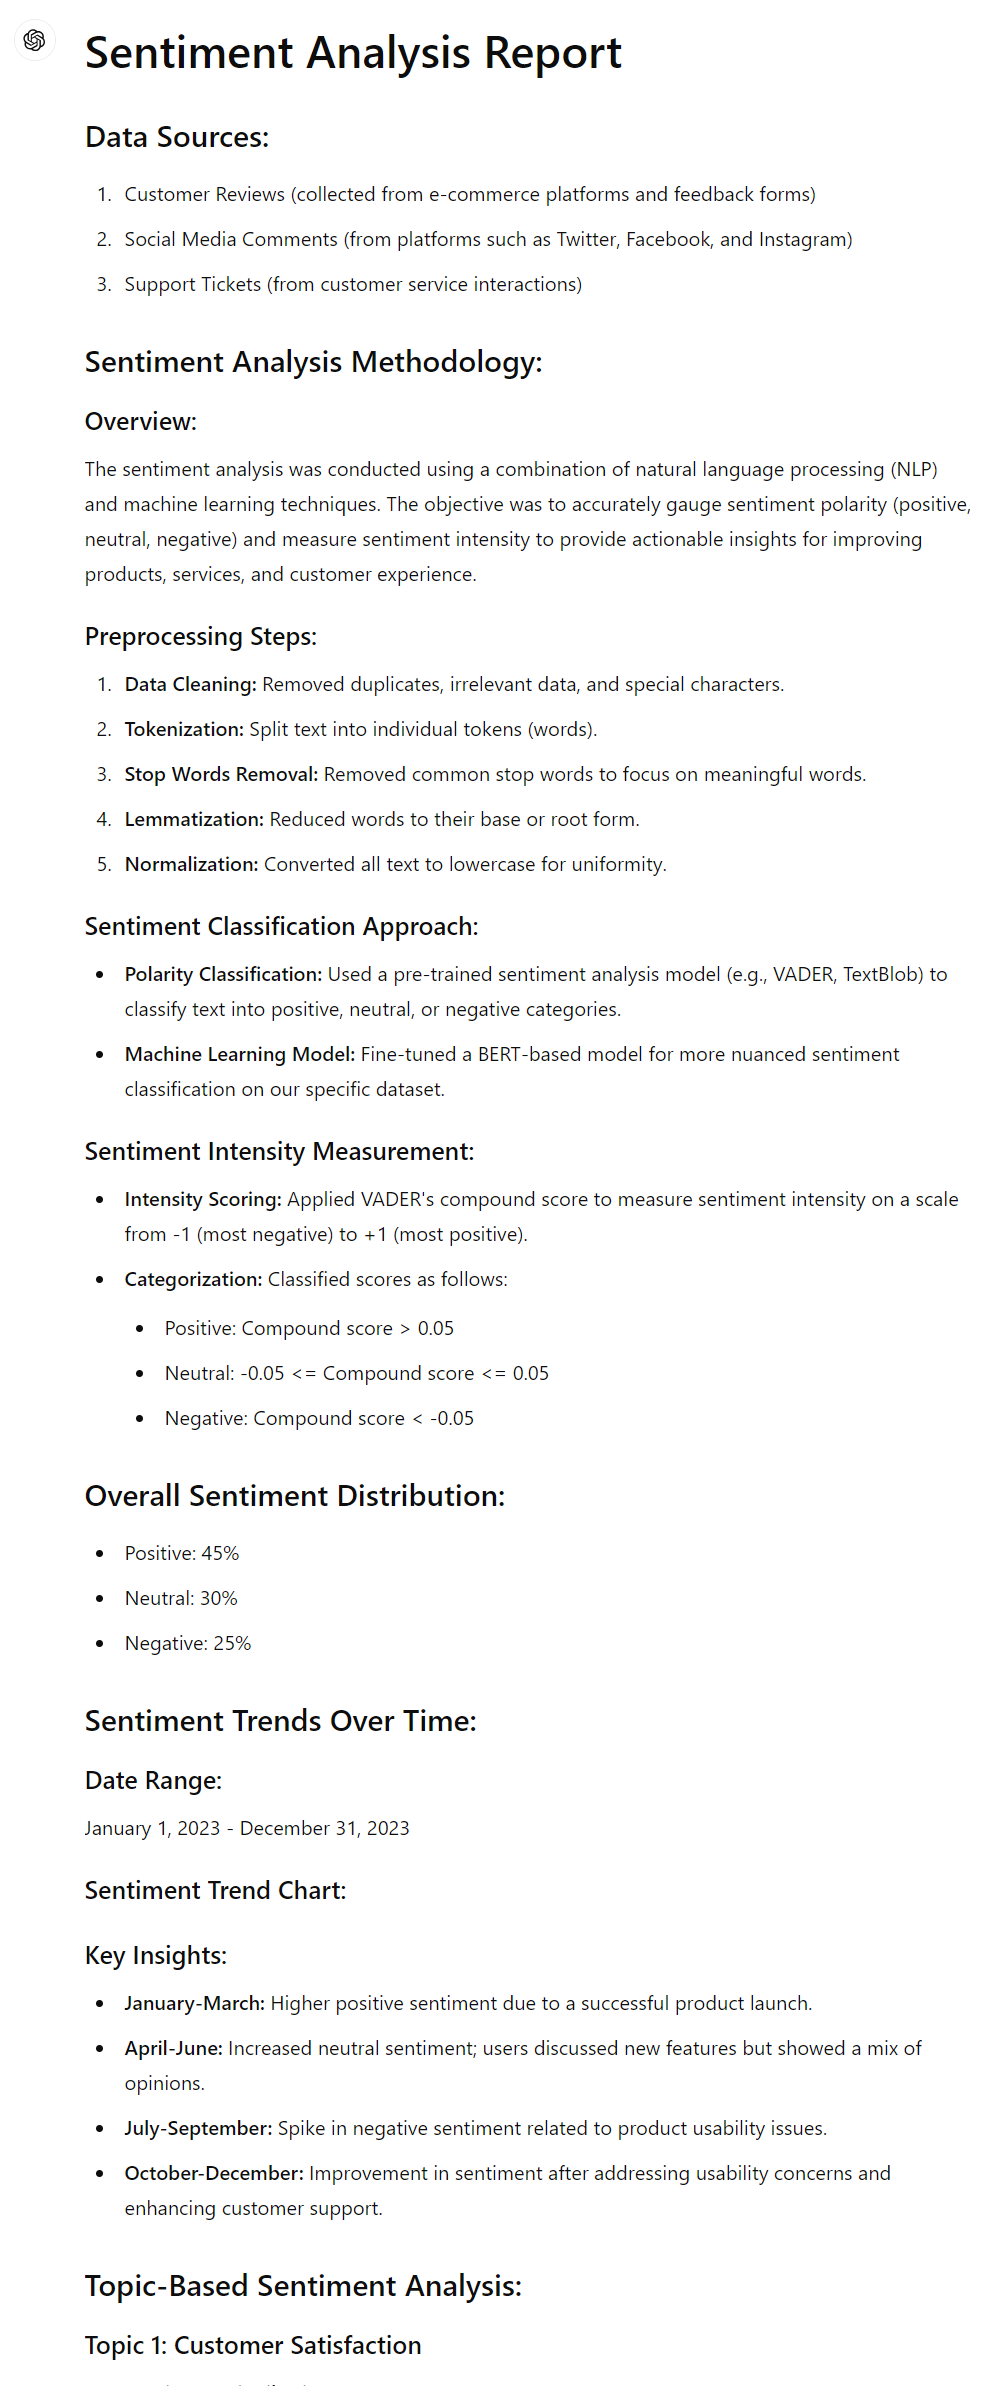 Sentiment Analysis Report
Data Sources:
1. Customer Reviews (collected from e-commerce platforms and feedback forms)
2. Social Media Comments (from platforms such as Twitter, Facebook, and Instagram)
3. Support Tickets (from customer service interactions)
Sentiment Analysis Methodology:
Overview:
The sentiment analysis was conducted using a combination of natural language processing (NLP)
and machine learning techniques. The objective was to accurately gauge sentiment polarity (positive,
neutral, negative) and measure sentiment intensity to provide actionable insights for improving
products, services, and customer experience.
Preprocessing Steps:
1. Data Cleaning: Removed duplicates, irrelevant data, and special characters.
2. Tokenization: Split text into individual tokens (words).
3. Stop Words Removal: Removed common stop words to focus on meaningful words.
4. Lemmatization: Reduced words to their base or root form.
5. Normalization: Converted all text to lowercase for uniformity.
Sentiment Classification Approach:
• Polarity Classification: Used a pre-trained sentiment analysis model (e.g., VADER, TextBlob) to
classify text into positive, neutral, or negative categories.
• Machine Learning Model: Fine-tuned a BERT-based model for more nuanced sentiment
classification on our specific dataset.
Sentiment Intensity Measurement:
• Intensity Scoring: Applied VADER's compound score to measure sentiment intensity on a scale
from -1 (most negative) to +1 (most positive).
• Categorization: Classified scores as follows:
• Positive: Compound score > 0.05
• Neutral: -0.05 <= Compound score <= 0.05
• Negative: Compound score < -0.05
Overall Sentiment Distribution:
• Positive: 45%
• Neutral: 30%
• Negative: 25%
Sentiment Trends Over Time:
Date Range:
January 1, 2023 - December 31, 2023
Sentiment Trend Chart:
Key Insights:
• January-March: Higher positive sentiment due to a successful product launch.
• April-June: Increased neutral sentiment; users discussed new features but showed a mix of
opinions.
• July-September: Spike in negative sentiment related to product usability issues.
• October-December: Improvement in sentiment after addressing usability concerns and
enhancing customer support.
Topic-Based Sentiment Analysis:
Topic 1: Customer Satisfaction